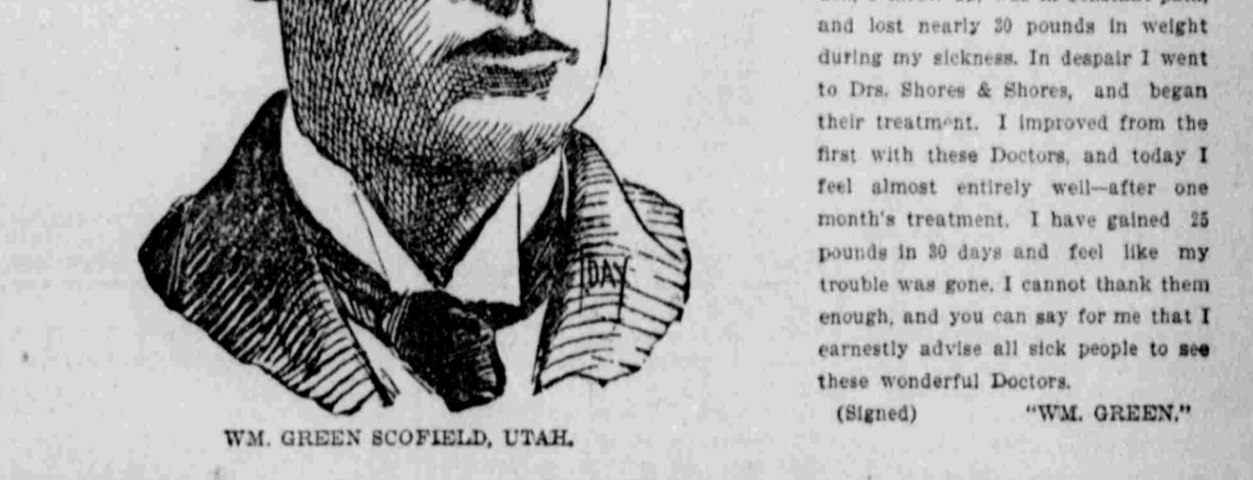 DAY
WM. GREEN SCOFIELD, UTAH.
and lost nearly 30 pounds in weight
during my sickness. In despair I went
to Drs. Shores & Shores, and began
their treatment. I improved from the
first with these Doctors, and today I
feel almost entirely well—after one
month's treatment. I have gained 25
pounds in 30 days and feel like my
trouble was gone. I cannot thank them
enough, and you can say for me that I
earnestly advise all sick people to see
these wonderful Doctors.
(Signed) "WM. GREEN."